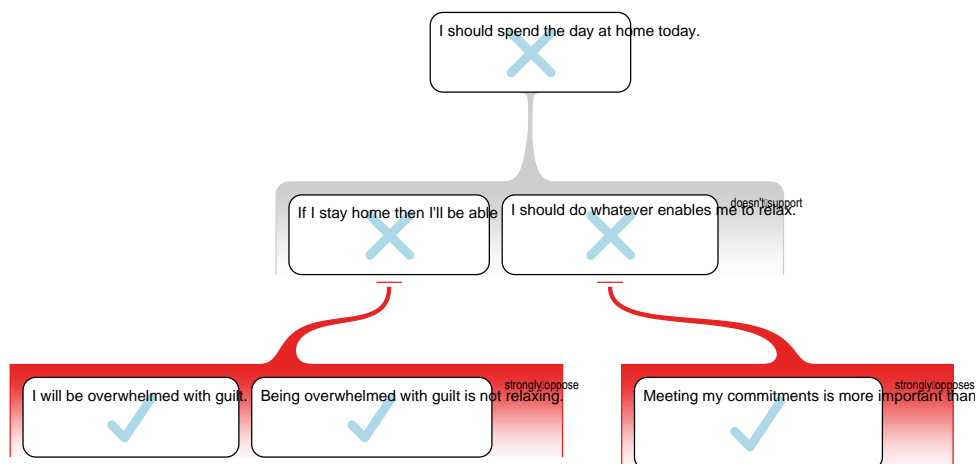 I should spend the day at home today.
If I stay home then I'll be able
I should do whatever enables me to relax.
doesn't support
I will be overwhelmed with guilt.
Being overwhelmed with guilt is not relaxing.
strongly oppose
Meeting my commitments is more important than
strongly opposes